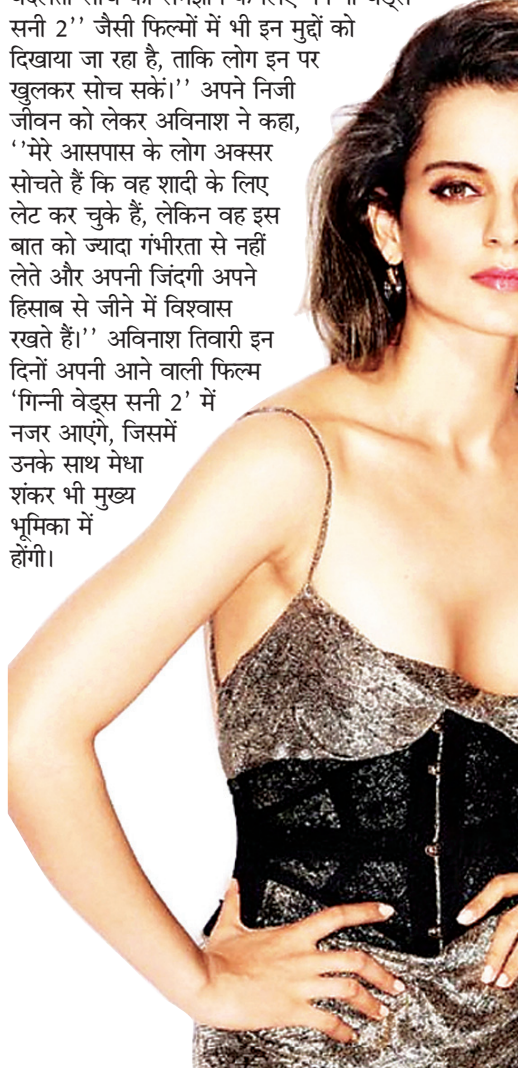 सनी 2’’ जैसी फिल्मों में भी इन मुद्दों को
दिखाया जा रहा है, ताकि लोग इन पर
खुलकर सोच सकें।’’ अपने निजी
जीवन को लेकर अविनाश ने कहा,
‘’मेरे आसपास के लोग अक्सर
सोचते हैं कि वह शादी के लिए
लेट कर चुके हैं, लेकिन वह इस
बात को ज्यादा गंभीरता से नहीं
लेते और अपनी जिंदगी अपने
हिसाब से जीने में विश्वास
रखते हैं।’’ अविनाश तिवारी इन
दिनों अपनी आने वाली फिल्म
‘गिन्नी वेड्स सनी 2’ में
नजर आएंगे, जिसमें
उनके साथ मेधा
शंकर भी मुख्य
भूमिका में
होंगी।